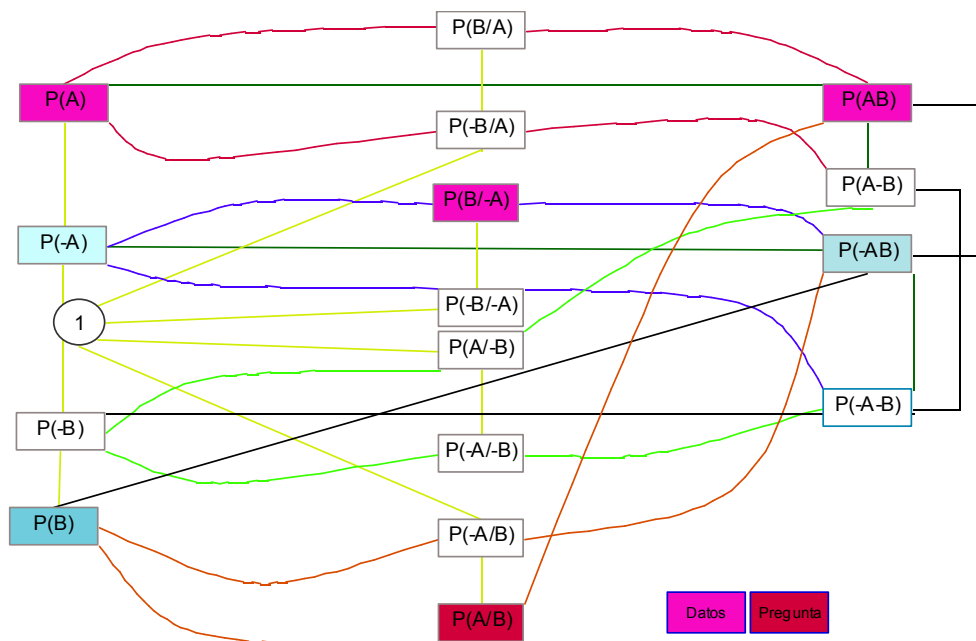 P(B/A)
P(A)
P(AB)
P(-B/A)
P(A-B)
P(B/-A)
P(-A)
P(-AB)
P(-B/-A)
1
P(A/-B)
P(-A-B)
P(-B)
P(-A/-B)
P(B)
P(-A/B)
P(A/B)
Datos
Pregunta